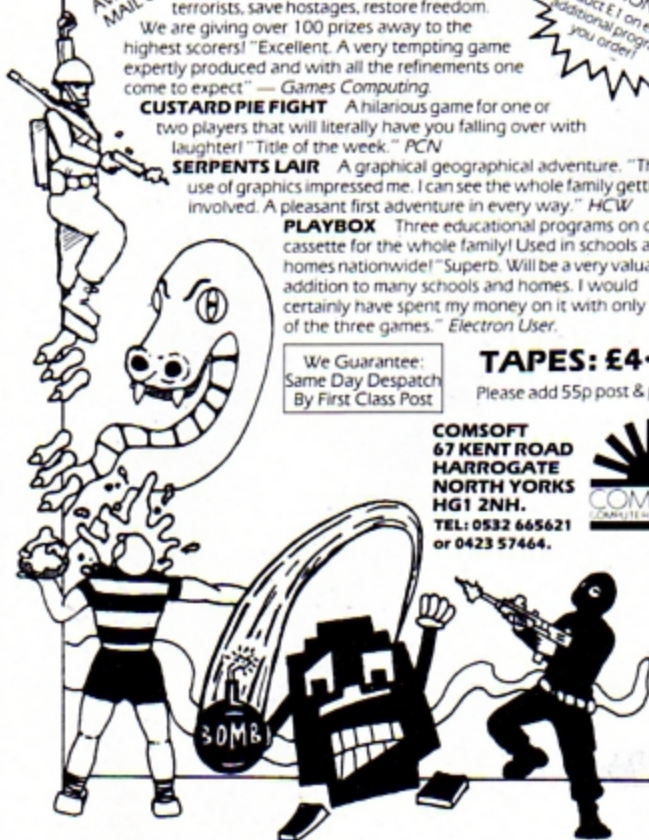 MAIL
terrorists, save hostages, restore freedom.
We are giving over 100 prizes away to the
highest scorers! "Excellent. A very tempting game
expertly produced and with all the refinements one
come to expect" — Games Computing.
additional
you order!
CUSTARD PIE FIGHT A hilarious game for one or
two players that will literally have you falling over with
laughter! "Title of the week." PCN
SERPENTS LAIR A graphical geographical adventure.
use of graphics impressed me. I can see the whole family
involved. A pleasant first adventure in every way." HCW
PLAYBOX Three educational programs on
cassette for the whole family! Used in schools
homes nationwide! "Superb. Will be a very
addition to many schools and homes. I would
certainly have spent my money on it with only
of the three games." Electron User.
We Guarantee:
Same Day Despatch
By First Class Post
TAPES: £4
Please add 55p post &
COMSOFT
67 KENT ROAD
HARROGATE
NORTH YORKS
HG1 2NH.
TEL: 0532 665621
or 0423 57464.
COM
BOMB